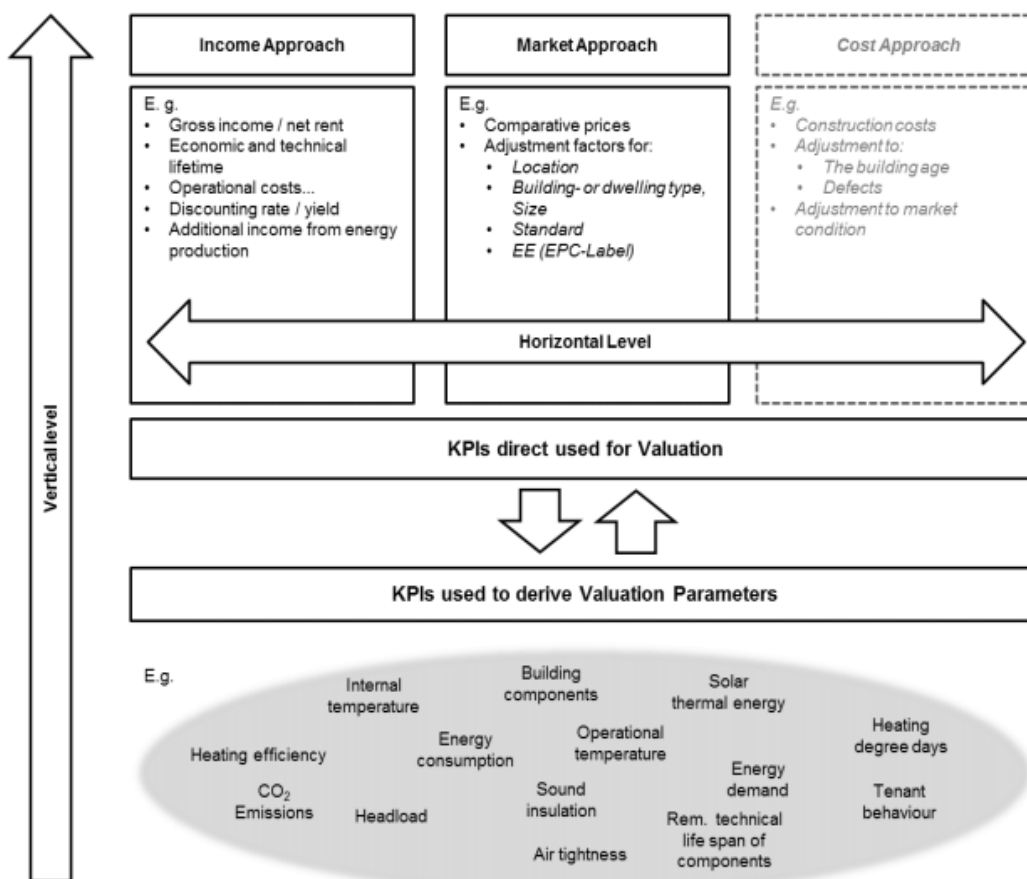 Income Approach
Market Approach
Cost Approach
E. g.
• Gross income / net rent
• Economic and technical
lifetime
• Operational costs...
• Discounting rate / yield
• Additional income from energy
production
E.g.
• Comparative prices
• Adjustment factors for:
• Location
• Building- or dwelling type,
Size
• Standard
• EE (EPC-Label)
E.g.
• Construction costs
• Adjustment to:
• The building age
• Defects
• Adjustment to market
condition
Horizontal Level
Vertical level
KPIs direct used for Valuation
KPIs used to derive Valuation Parameters
E.g.
Internal
temperature
Building
components
Solar
thermal energy
Heating
degree days
Heating efficiency
Energy
consumption
Operational
temperature
Energy
demand
Tenant
behaviour
CO₂
Emissions
Headload
Sound
insulation
Rem. technical
life span of
components
Air tightness